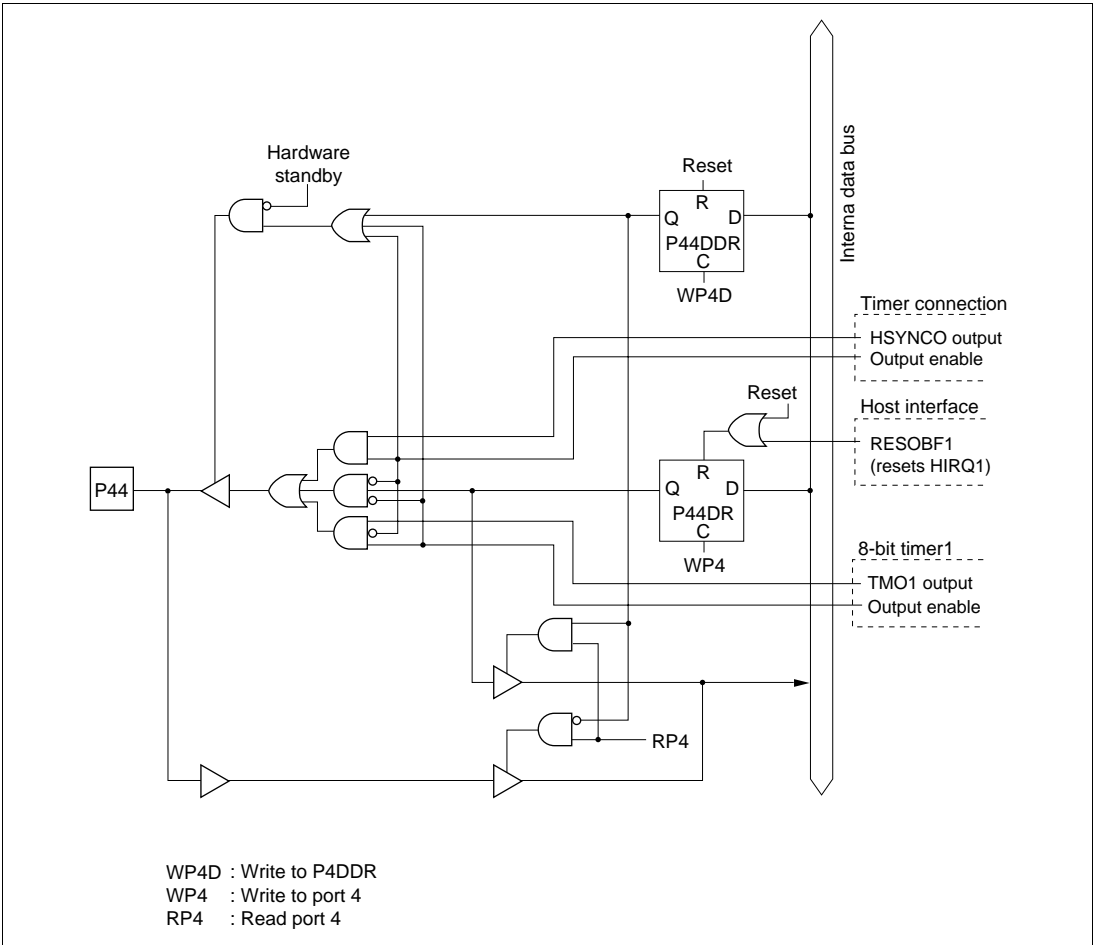 Hardware
standby
Reset
R
Q
D
P44DDR
C
WP4D
Interna data bus
Timer connection
HSYNCO output
Output enable
Reset
Host interface
RESOBF1
(resets HIRQ1)
R
Q
D
P44DR
C
WP4
P44
8-bit timer1
TMO1 output
Output enable
RP4
WP4D : Write to P4DDR
WP4 : Write to port 4
RP4 : Read port 4